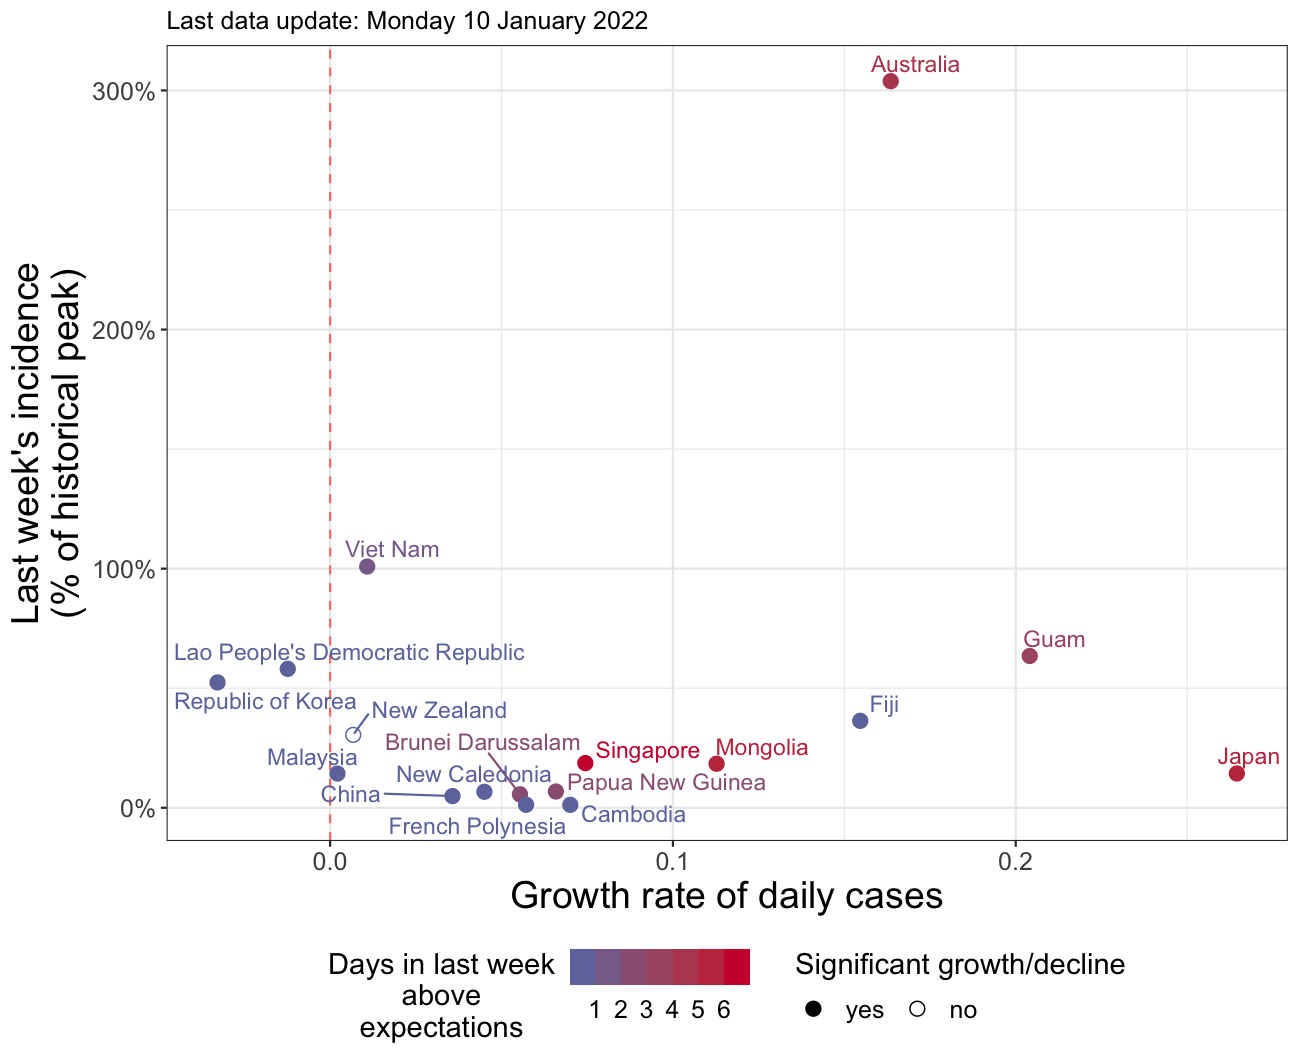 Last data update: Monday 10 January 2022
Last week's incidence
(% of historical peak)
300%
200%
100%
0%
Australia
Viet Nam
Guam
Lao People's Democratic Republic
Republic of Korea
Fiji
New Zealand
Brunei Darussalam
Singapore
Mongolia
Malaysia
Japan
New Caledonia
Papua New Guinea
China
Cambodia
French Polynesia
0.0
0.1
0.2
Growth rate of daily cases
Days in last week
above
expectations
1 2 3 4 5 6
Significant growth/decline
yes
no